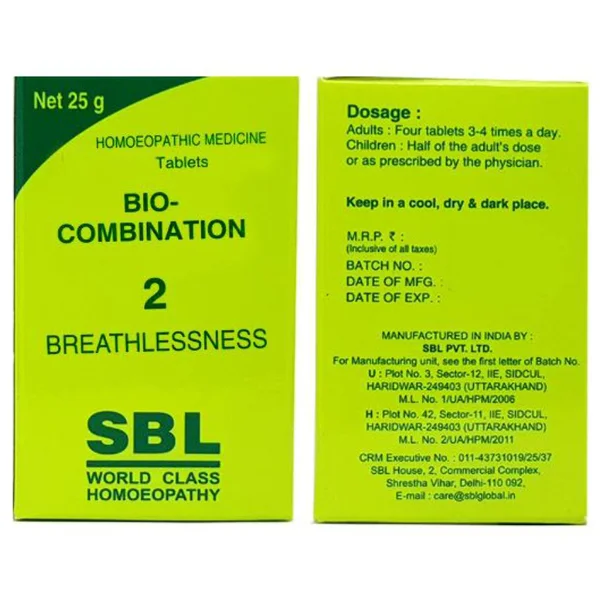 Net 25 g
HOMOEOPATHIC MEDICINE
Tablets
BIO-
COMBINATION
2
BREATHLESSNESS
SBL
WORLD CLASS
HOMOEOPATHY
Dosage :
Adults : Four tablets 3-4 times a day.
Children : Half of the adult's dose
or as prescribed by the physician.
Keep in a cool, dry & dark place.
M.R.P. ₹ :
(Inclusive of all taxes)
BATCH NO. :
DATE OF MFG. :
DATE OF EXP. :
MANUFACTURED IN INDIA BY :
SBL PVT. LTD.
For Manufacturing unit, see the first letter of Batch No.
U : Plot No. 3, Sector-12, IIE, SIDCUL,
HARIDWAR-249403 (UTTARAKHAND)
M.L. No. 1/UA/HPM/2006
H : Plot No. 42, Sector-11, IIE, SIDCUL,
HARIDWAR-249403 (UTTARAKHAND)
M.L. No. 2/UA/HPM/2011
CRM Executive No. : 011-43731019/25/37
SBL House, 2, Commercial Complex,
Shrestha Vihar, Delhi-110 092,
E-mail : care@sblglobal.in